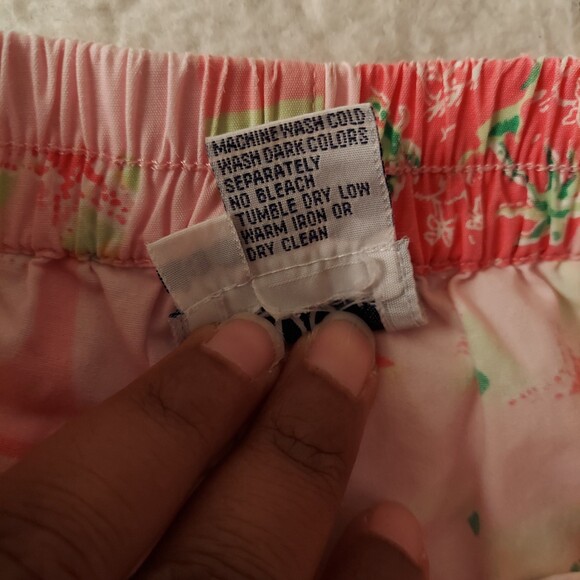 MACHINE WASH COLD
WASH DARK COLORS
SEPARATELY
NO BLEACH
TUMBLE DRY LOW
WARM IRON OR
DRY CLEAN